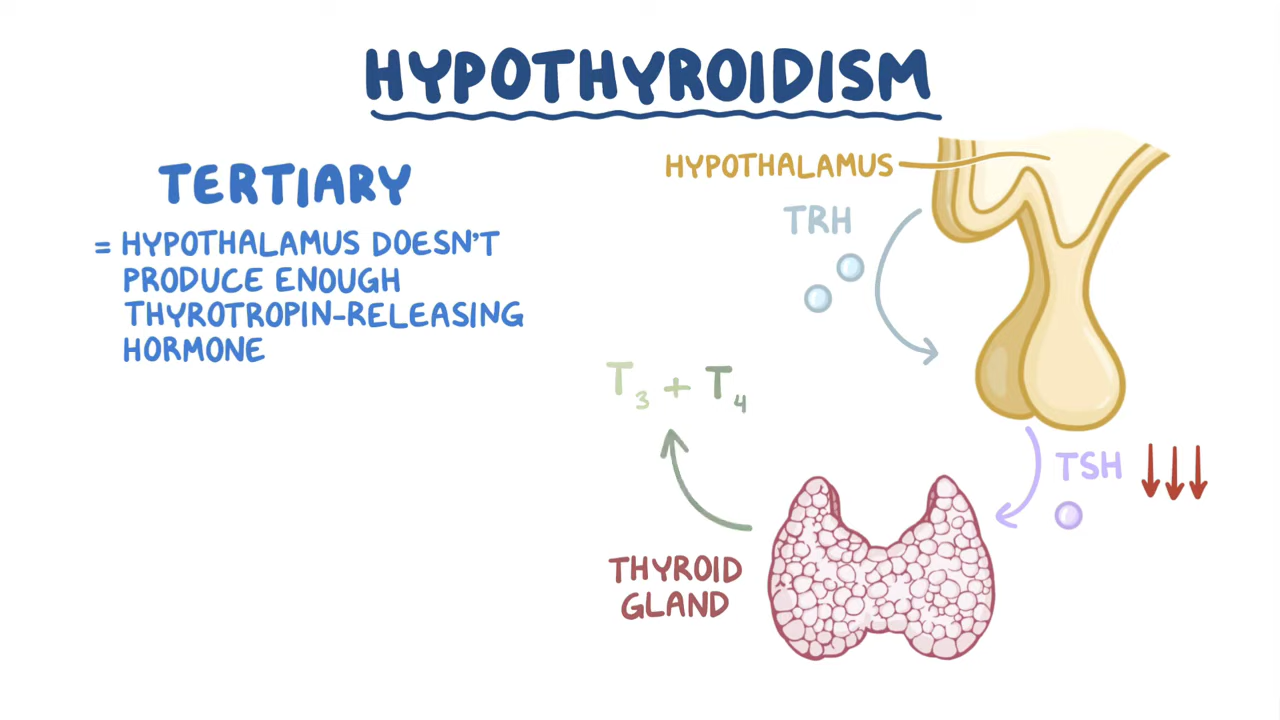 HYPOTHYROIDISM
TERTIARY
= HYPOTHALAMUS DOESN'T
PRODUCE ENOUGH
THYROTROPIN-RELEASING
HORMONE
HYPOTHALAMUS
TRH
T₃ + T₄
TSH ↓↓↓
THYROID
GLAND